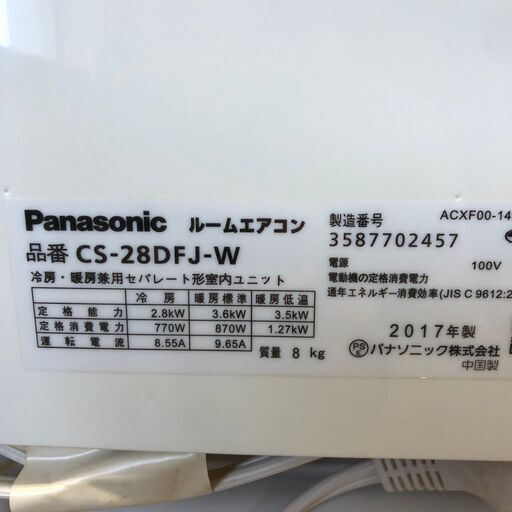 Panasonic ルームエアコン
品番 CS-28DFJ-W
冷房・暖房兼用セパレート形室内ユニット
冷房 暖房標準 暖房低温
定格能力 2.8kW 3.6kW 3.5kW
定格消費電力 770W 870W 1.27kW
運転電流 8.55A 9.65A
質量 8 kg
ACXF00-14
製造番号
3587702457
電源 100V
電動機の定格消費電力
通年エネルギー消費効率(JIS C 9612:2
2017年製
PS E パナソニック株式会社
中国製